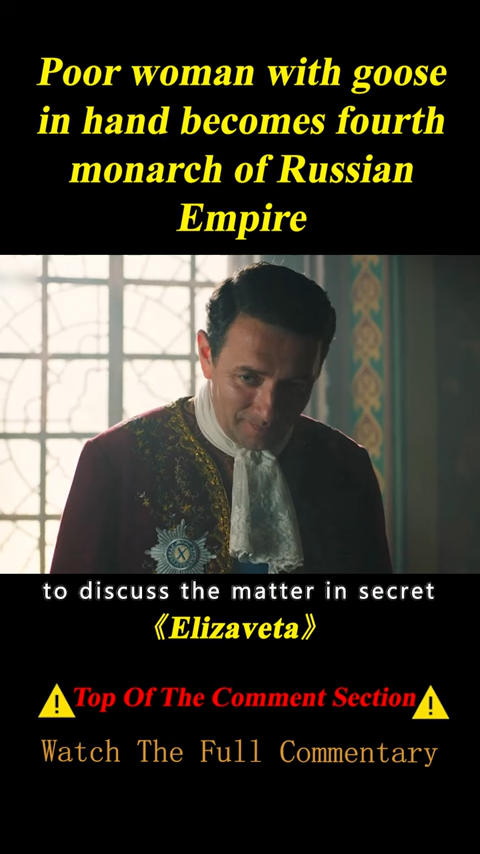 Poor woman with goose
in hand becomes fourth
monarch of Russian
Empire
to discuss the matter in secret
《Elizaveta》
Top Of The Comment Section
Watch The Full Commentary